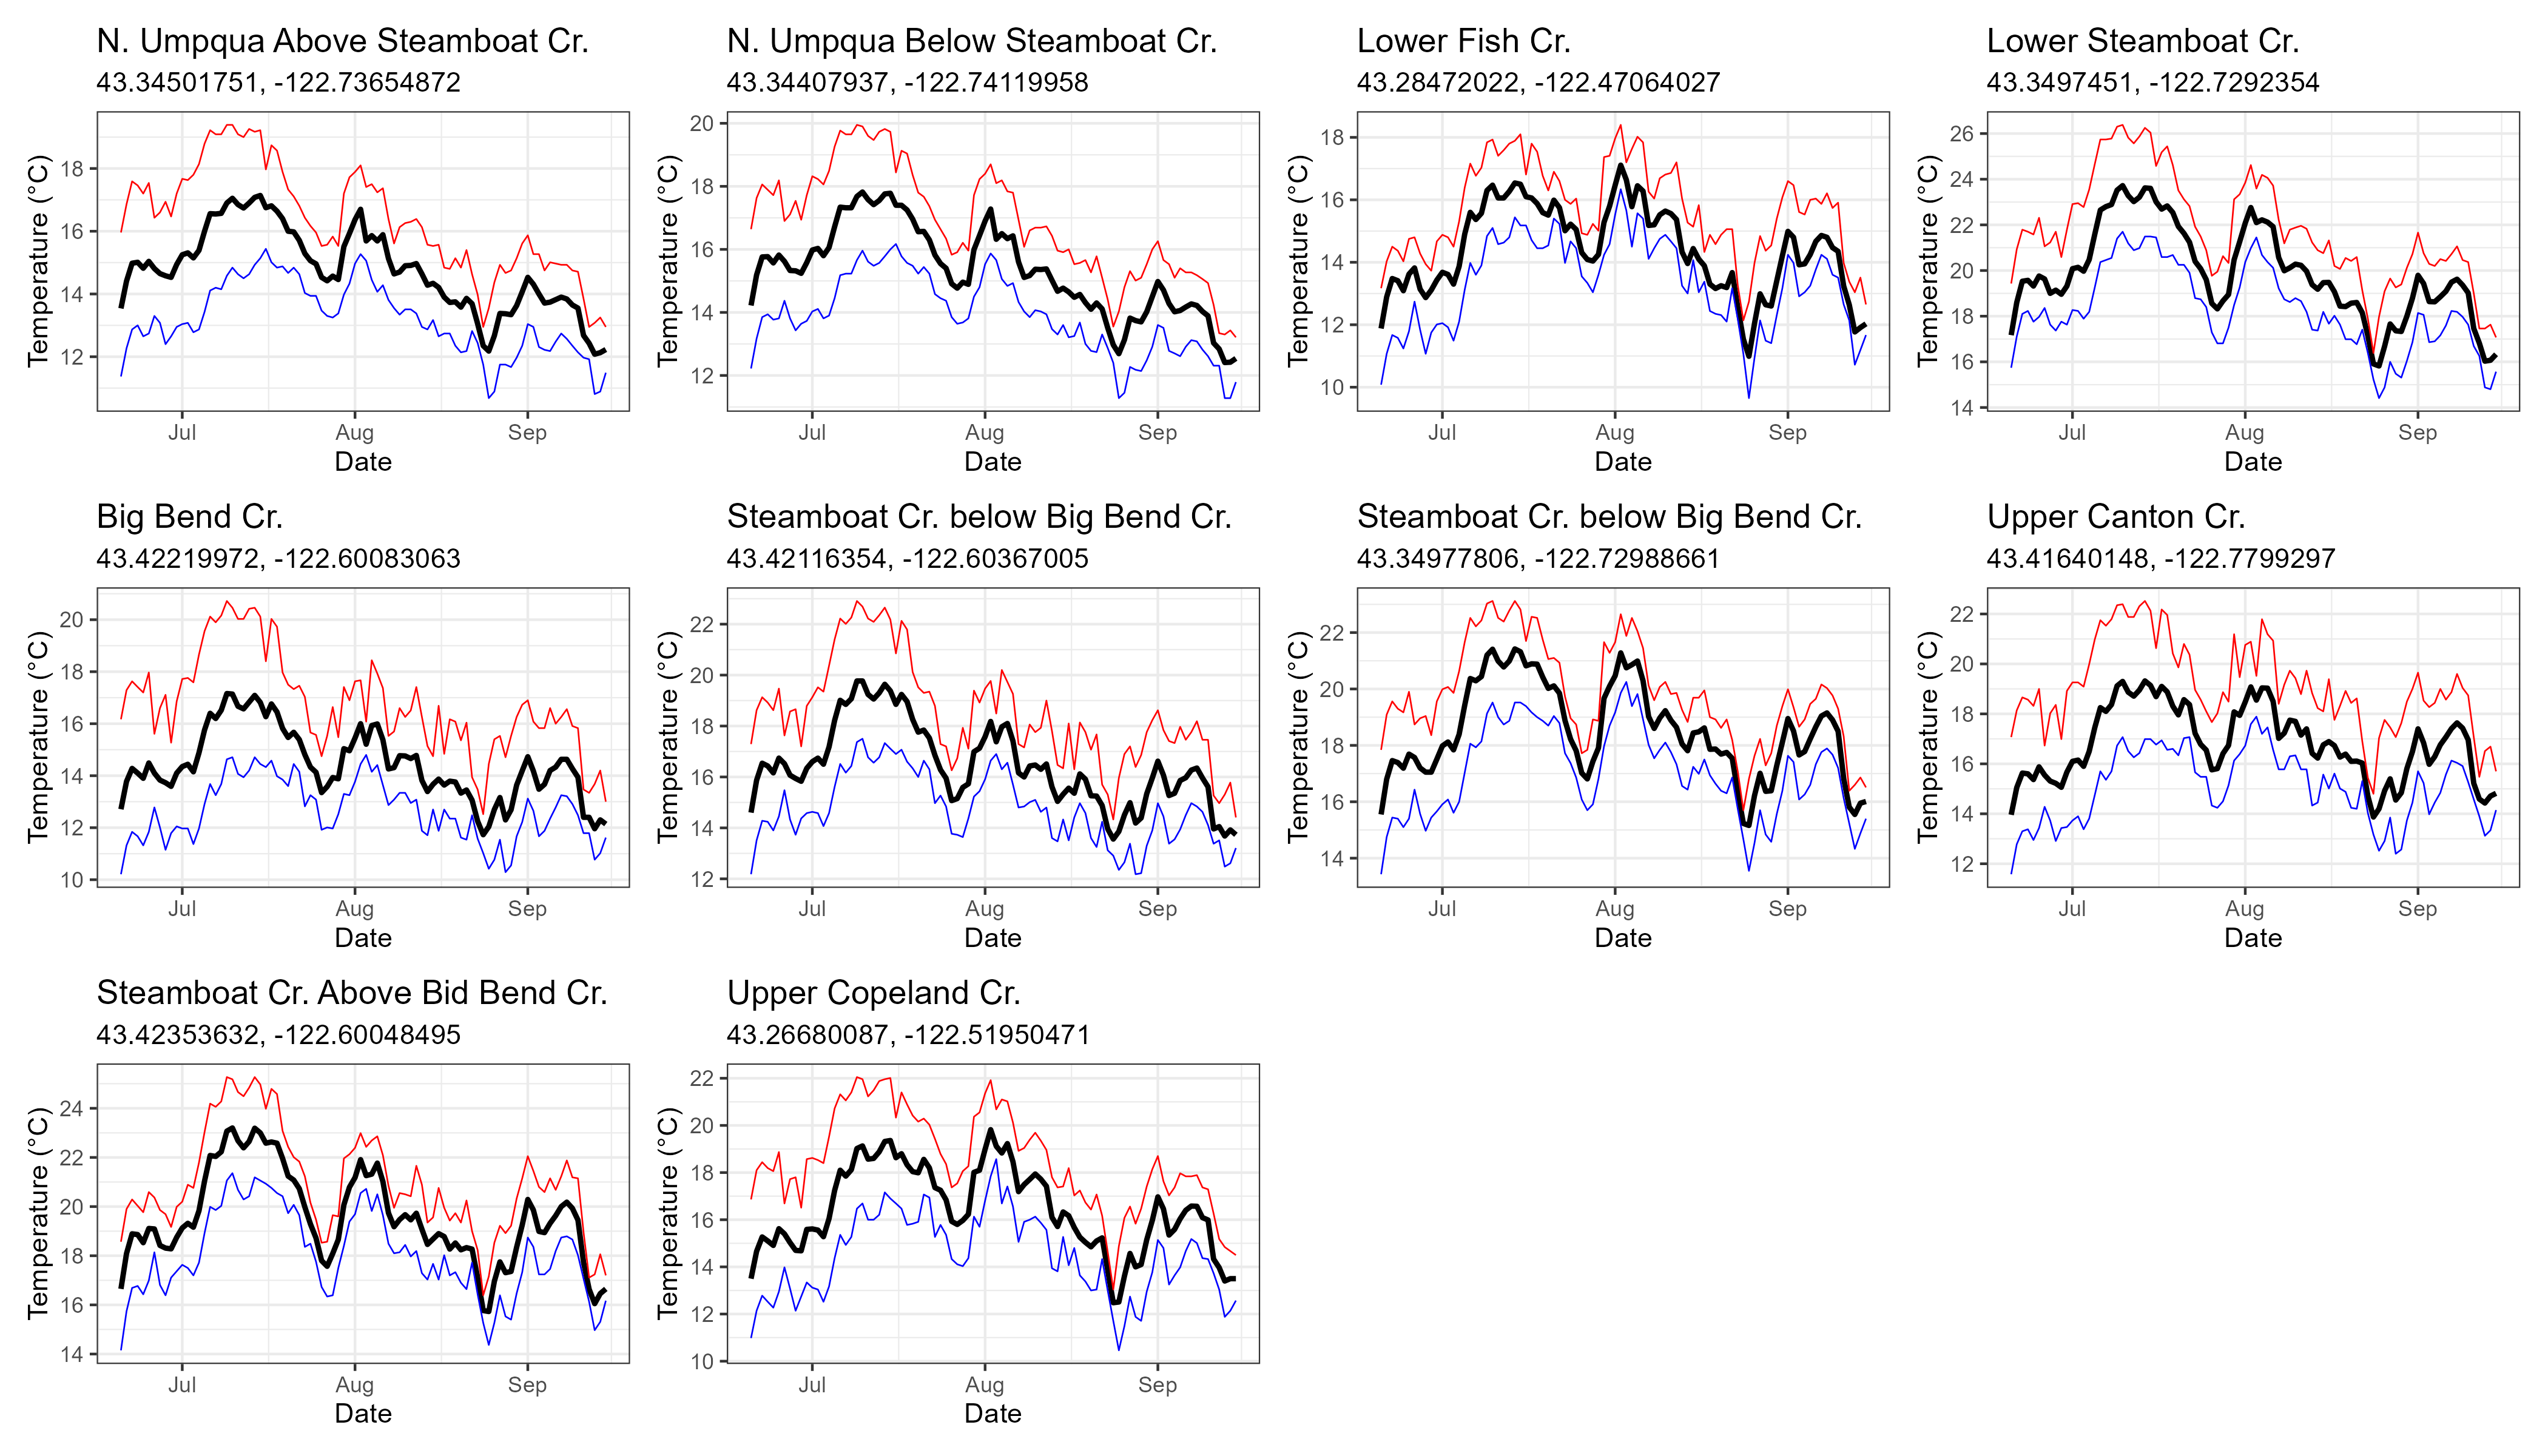 N. Umpqua Above Steamboat Cr.
43.34501751, -122.73654872
Temperature (°C)
18
16
14
12
Jul Aug Sep
Date
N. Umpqua Below Steamboat Cr.
43.34407937, -122.74119958
Temperature (°C)
20
18
16
14
12
Jul Aug Sep
Date
Lower Fish Cr.
43.28472022, -122.47064027
Temperature (°C)
18
16
14
12
10
Jul Aug Sep
Date
Lower Steamboat Cr.
43.3497451, -122.7292354
Temperature (°C)
26
24
22
20
18
16
14
Jul Aug Sep
Date
Big Bend Cr.
43.42219972, -122.60083063
Temperature (°C)
20
18
16
14
12
10
Jul Aug Sep
Date
Steamboat Cr. below Big Bend Cr.
43.42116354, -122.60367005
Temperature (°C)
22
20
18
16
14
12
Jul Aug Sep
Date
Steamboat Cr. below Big Bend Cr.
43.34977806, -122.72988661
Temperature (°C)
22
20
18
16
14
Jul Aug Sep
Date
Upper Canton Cr.
43.41640148, -122.7799297
Temperature (°C)
22
20
18
16
14
12
Jul Aug Sep
Date
Steamboat Cr. Above Bid Bend Cr.
43.42353632, -122.60048495
Temperature (°C)
24
22
20
18
16
14
Jul Aug Sep
Date
Upper Copeland Cr.
43.26680087, -122.51950471
Temperature (°C)
22
20
18
16
14
12
10
Jul Aug Sep
Date